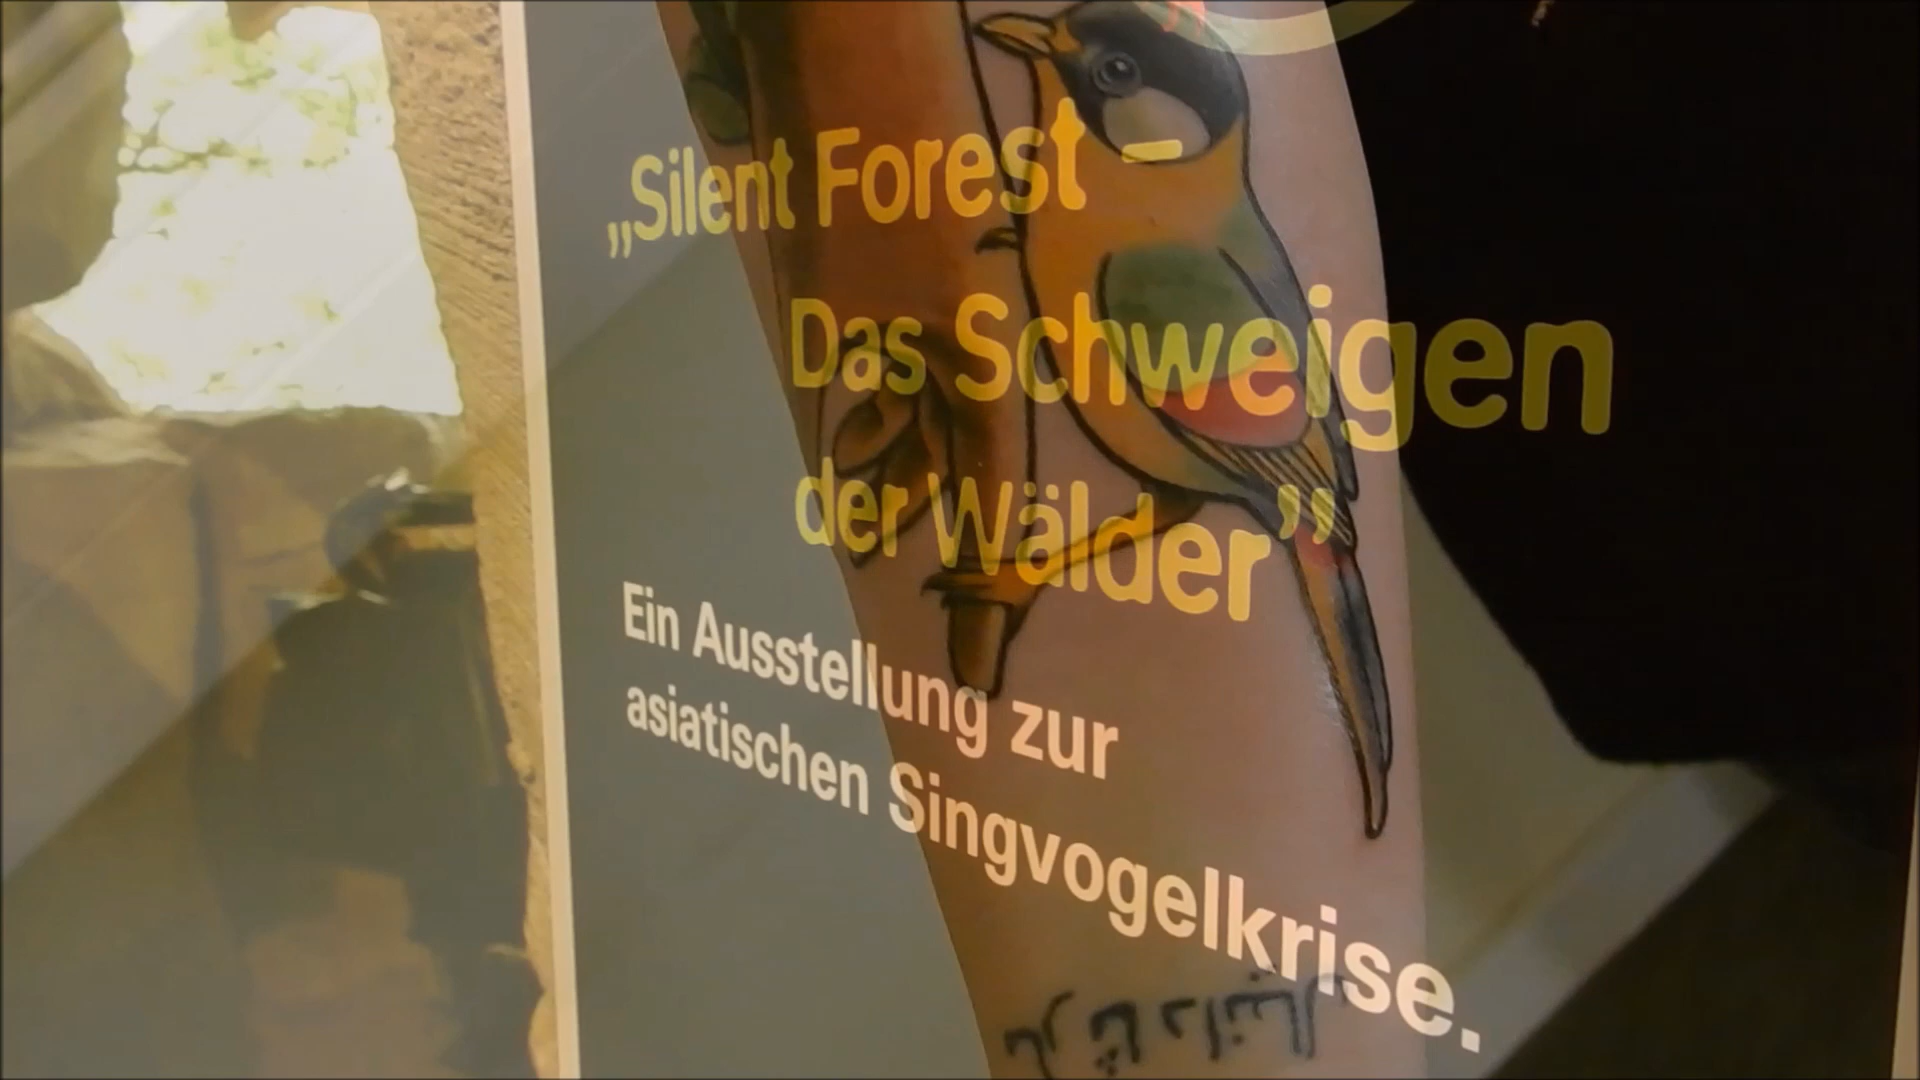 „Silent Forest –
Das Schweigen
der Wälder”
Ein Ausstellung zur
asiatischen Singvogelkrise.